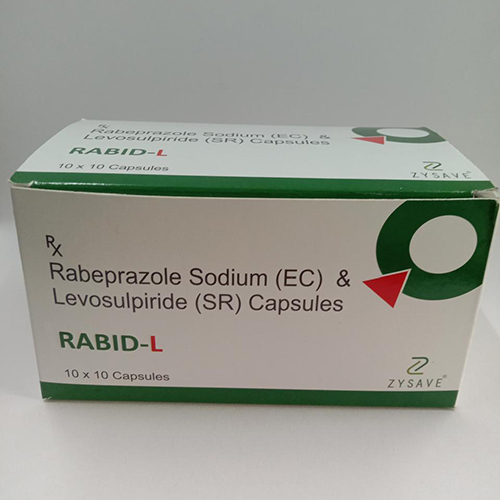 Rx
Rabeprazole Sodium (EC) &
Levosulpiride (SR) Capsules
RABID-L
10 x 10 Capsules
ZYSAVE
Rx
Rabeprazole Sodium (EC) &
Levosulpiride (SR) Capsules
RABID-L
10 x 10 Capsules
ZYSAVE